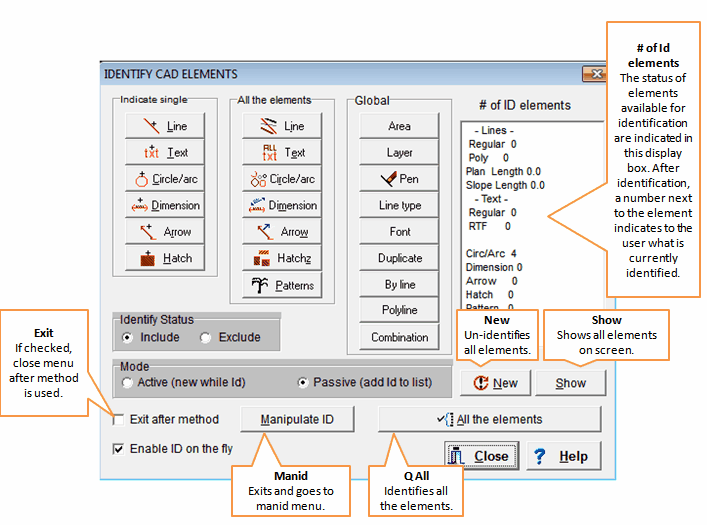 # of Id
elements
The status of
elements
available for
identification
are indicated in
this display
box. After
identification,
a number next
to the element
indicates to the
user what is
currently
identified.
IDENTIFY CAD ELEMENTS
Indicate single
Line
txt Text
Circle/arc
Dimension
Arrow
Hatch
All the elements
Line
ALL
txt Text
Circle/arc
Dimension
Arrow
Hatchz
Patterns
Global
Area
Layer
Pen
Line type
Font
Duplicate
By line
Polyline
Combination
# of ID elements
- Lines -
Regular 0
Poly 0
Plan Length 0.0
Slope Length 0.0
- Text -
Regular 0
RTF 0
Circ/Arc 4
Dimension 0
Arrow 0
Hatch 0
Pattern 0
Identify Status
Include Exclude
Mode
Active (new while Id) Passive (add Id to list)
New
Un-identifies
all elements.
Show
Shows all elements
on screen.
New Show
Exit
If checked,
close menu
after method
is used.
Exit after method Manipulate ID All the elements
Enable ID on the fly Close ? Help
Manid
Exits and goes to
manid menu.
Q All
Identifies all
the elements.